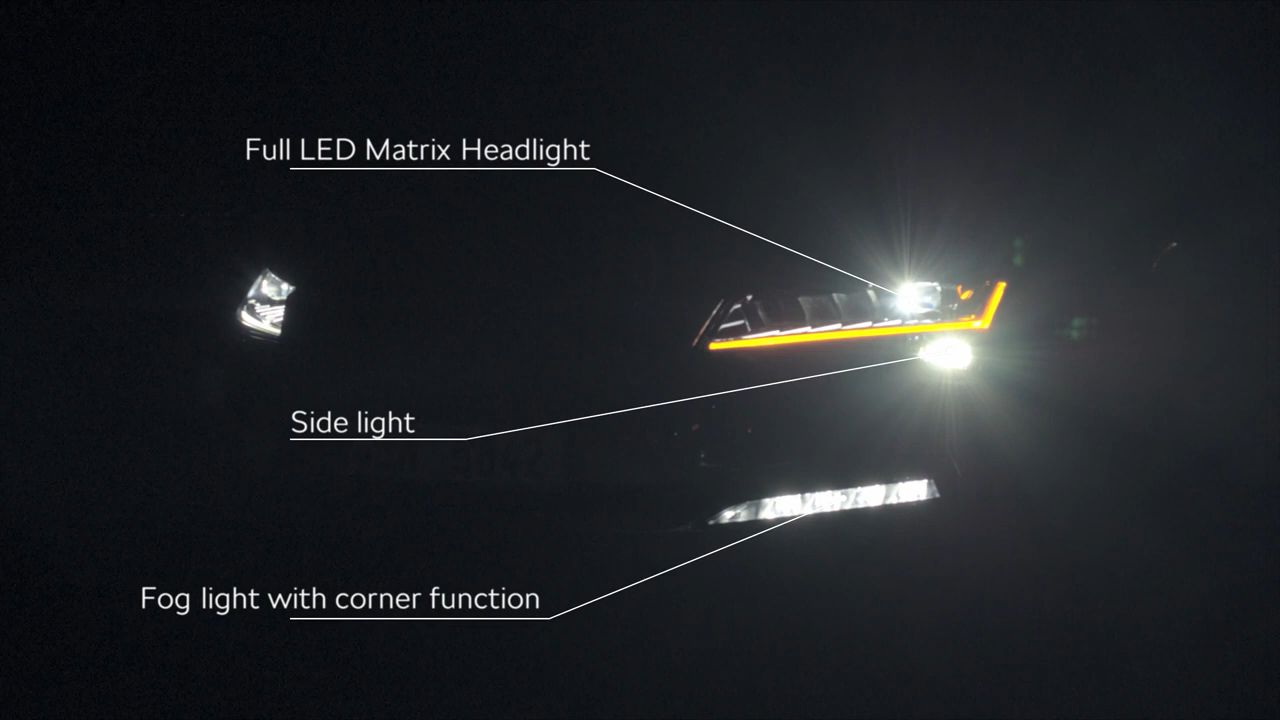 Full LED Matrix Headlight
Side light
Fog light with corner function